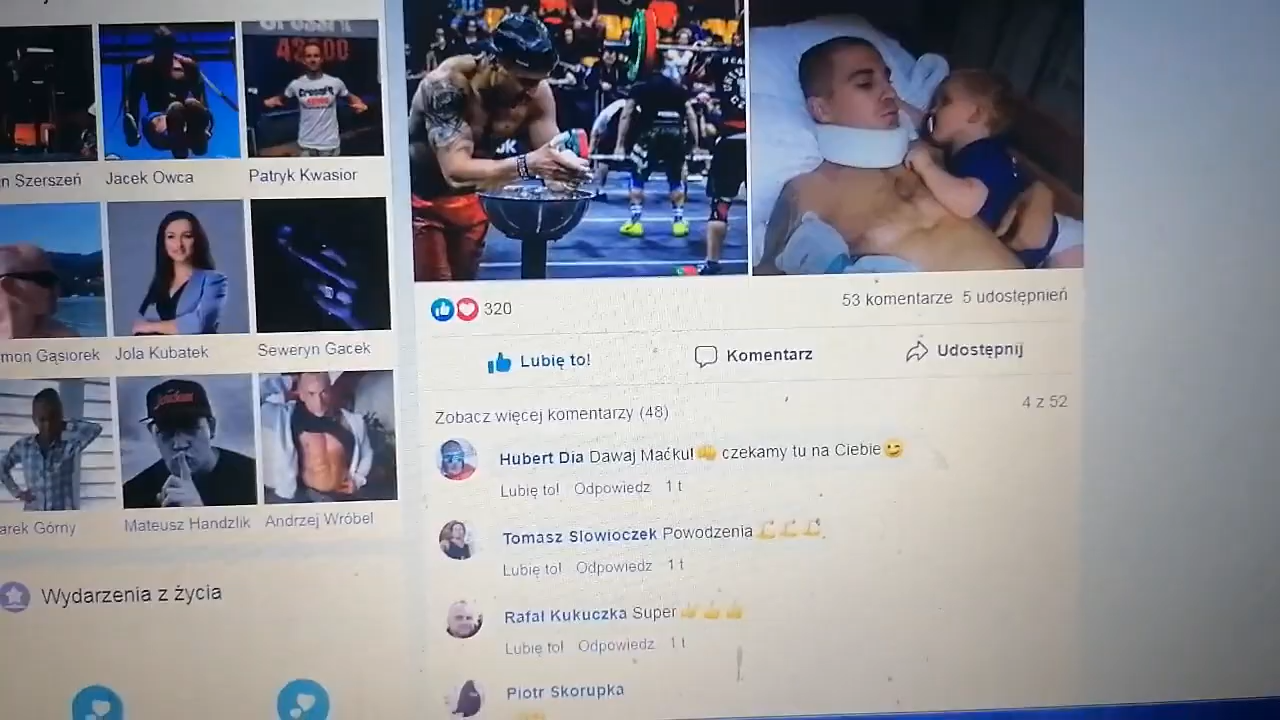 CrossFit
42600
n Szerszeń
Jacek Owca
Patryk Kwasior
mon Gąsiorek
Jola Kubatek
Seweryn Gacek
arek Górny
Mateusz Handzlik
Andrzej Wróbel
Wydarzenia z życia
320
53 komentarze 5 udostępnień
Lubię to!
Komentarz
Udostępnij
Zobacz więcej komentarzy (48)
4 z 52
Hubert Dia Dawaj Maćku!👊 czekamy tu na Ciebie😉
Lubię to! Odpowiedz 1 t
Tomasz Slowioczek Powodzenia 💪💪💪.
Lubię to! Odpowiedz 1 t
Rafał Kukuczka Super 👍👍👍
Lubię to! Odpowiedz 1 t
Piotr Skorupka